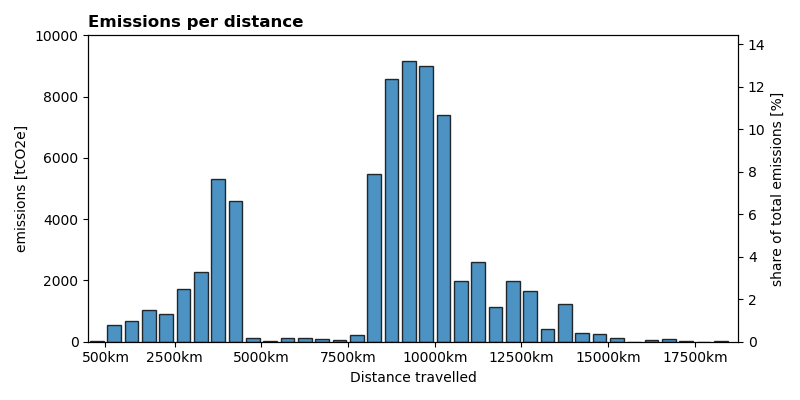 Emissions per distance
10000
8000
6000
4000
2000
0
emissions [tCO2e]
14
12
10
8
6
4
2
0
share of total emissions [%]
500km 2500km 5000km 7500km 10000km 12500km 15000km 17500km
Distance travelled